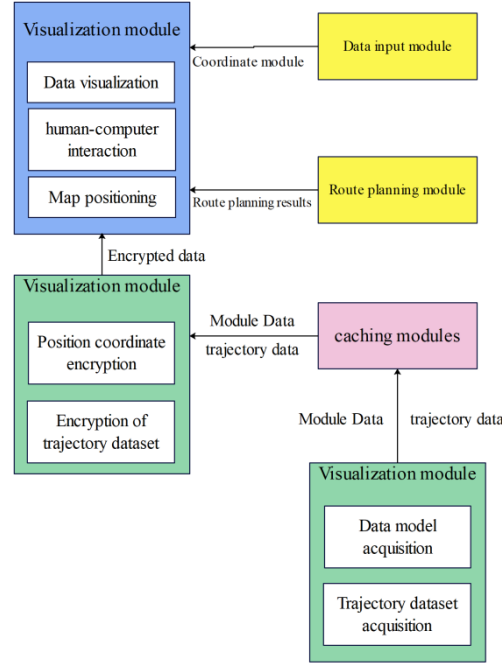 Visualization module
Data visualization
human-computer
interaction
Map positioning
Data input module
Coordinate module
Route planning module
Route planning results
Encrypted data
Visualization module
Position coordinate
encryption
Encryption of
trajectory dataset
Module Data
trajectory data
caching modules
Module Data
trajectory data
Visualization module
Data model
acquisition
Trajectory dataset
acquisition